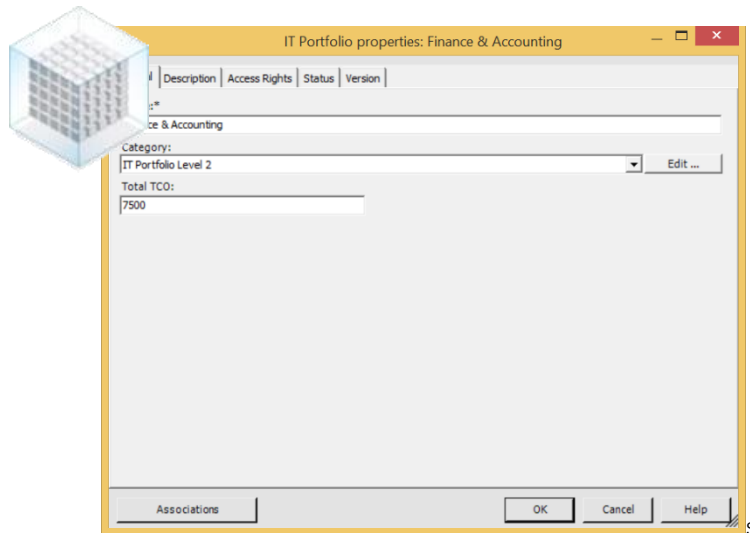 IT Portfolio properties: Finance & Accounting
Description Access Rights Status Version
& Accounting
Category:
IT Portfolio Level 2
Edit ...
Total TCO:
7500
Associations OK Cancel Help